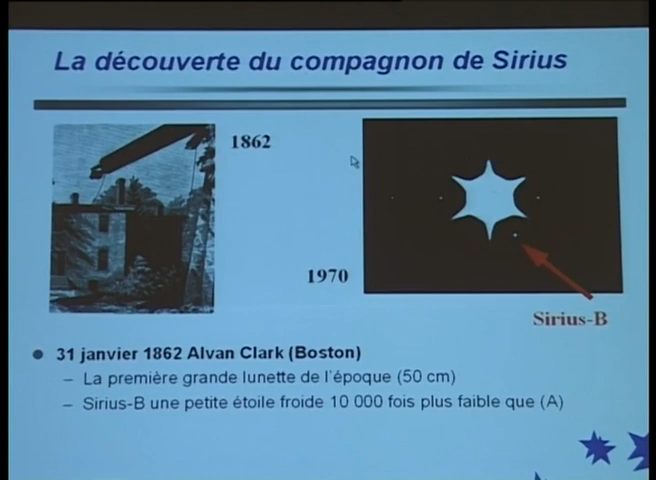 La découverte du compagnon de Sirius
1862
1970
Sirius-B
31 janvier 1862 Alvan Clark (Boston)
– La première grande lunette de l'époque (50 cm)
– Sirius-B une petite étoile froide 10 000 fois plus faible que (A)